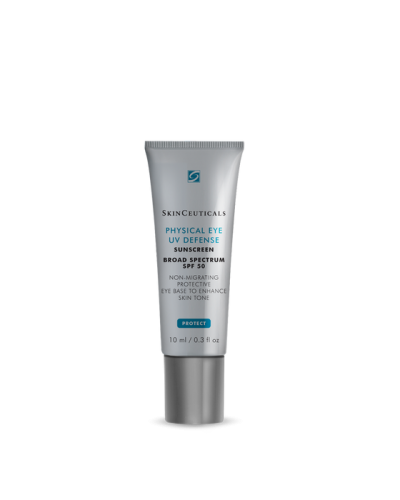 SKINCEUTICALS
PHYSICAL EYE
UV DEFENSE
SUNSCREEN
BROAD SPECTRUM
SPF 50
NON-MIGRATING
PROTECTIVE
EYE BASE TO ENHANCE
SKIN TONE
PROTECT
10 ml / 0.3 fl oz